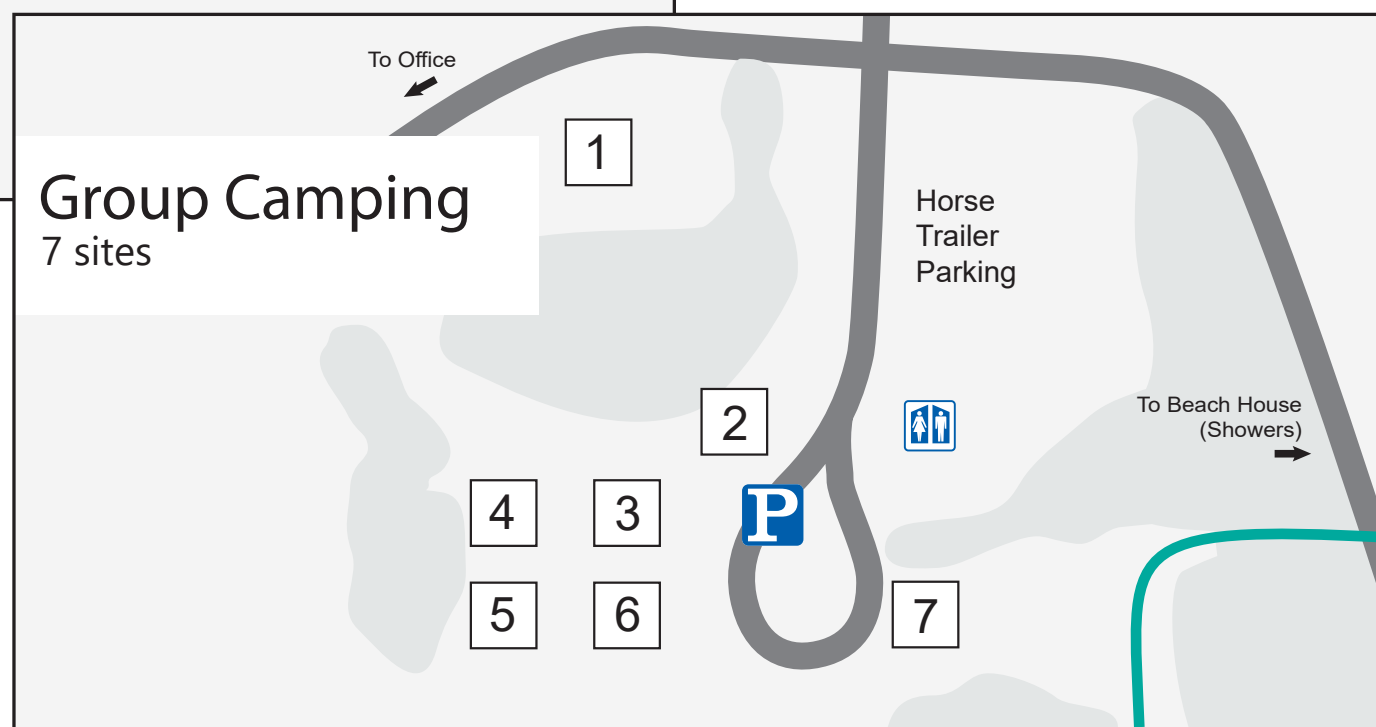 To Office
1
Group Camping
7 sites
Horse
Trailer
Parking
2
To Beach House
(Showers)
4
3
P
5
6
7